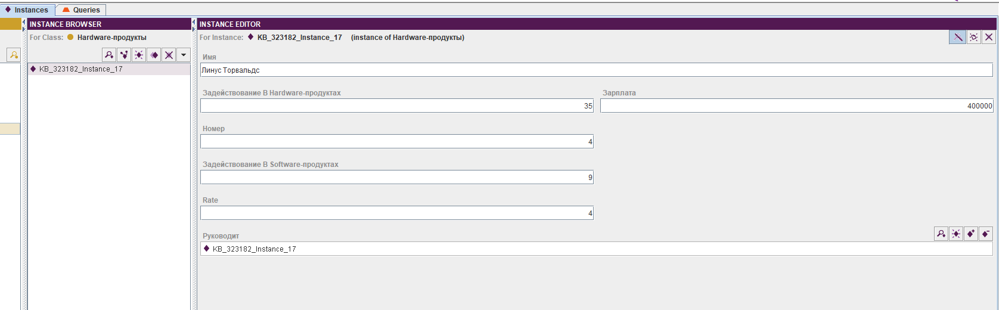 Instances
Queries
INSTANCE BROWSER
For Class: Hardware-продукты
KB_323182_Instance_17
INSTANCE EDITOR
For Instance: KB_323182_Instance_17 (instance of Hardware-продукты)
Имя
Линус Торвальдс
Задействование В Hardware-продуктах
35
Зарплата
400000
Номер
4
Задействование В Software-продуктах
9
Rate
4
Руководит
KB_323182_Instance_17